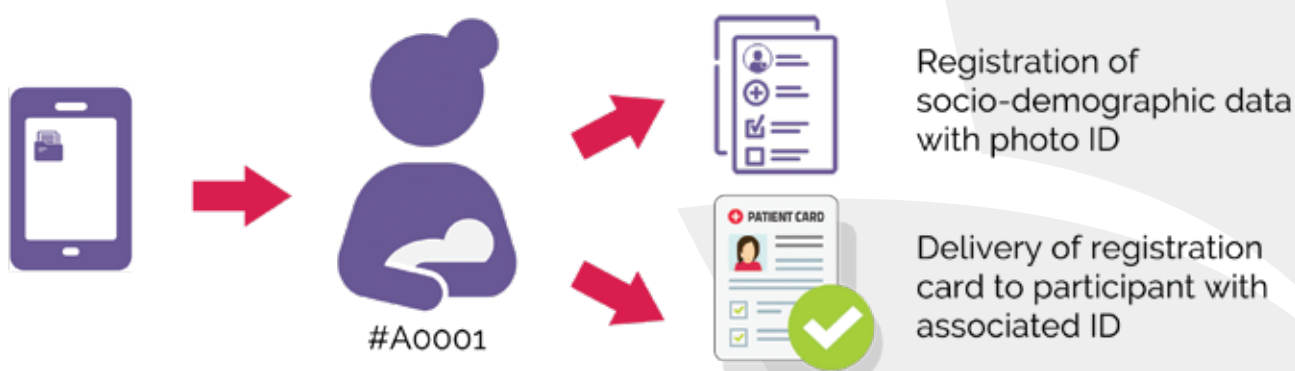 Registration of
socio-demographic data
with photo ID
PATIENT CARD
Delivery of registration
card to participant with
associated ID
#A0001